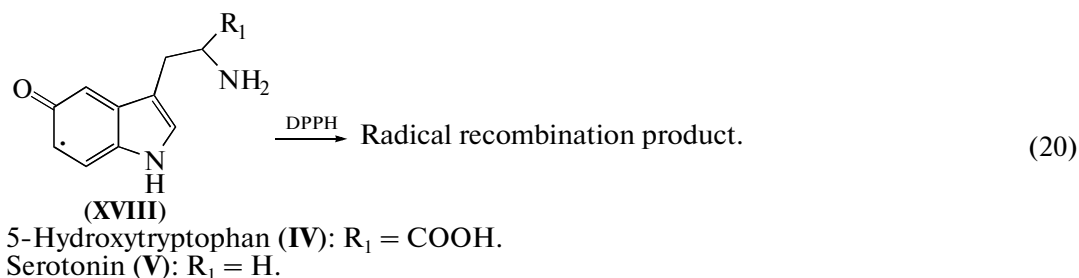 R₁
O
NH₂
DPPH
Radical recombination product.
(20)
N
H
(XVIII)
5-Hydroxytryptophan (IV): R₁ = COOH.
Serotonin (V): R₁ = H.